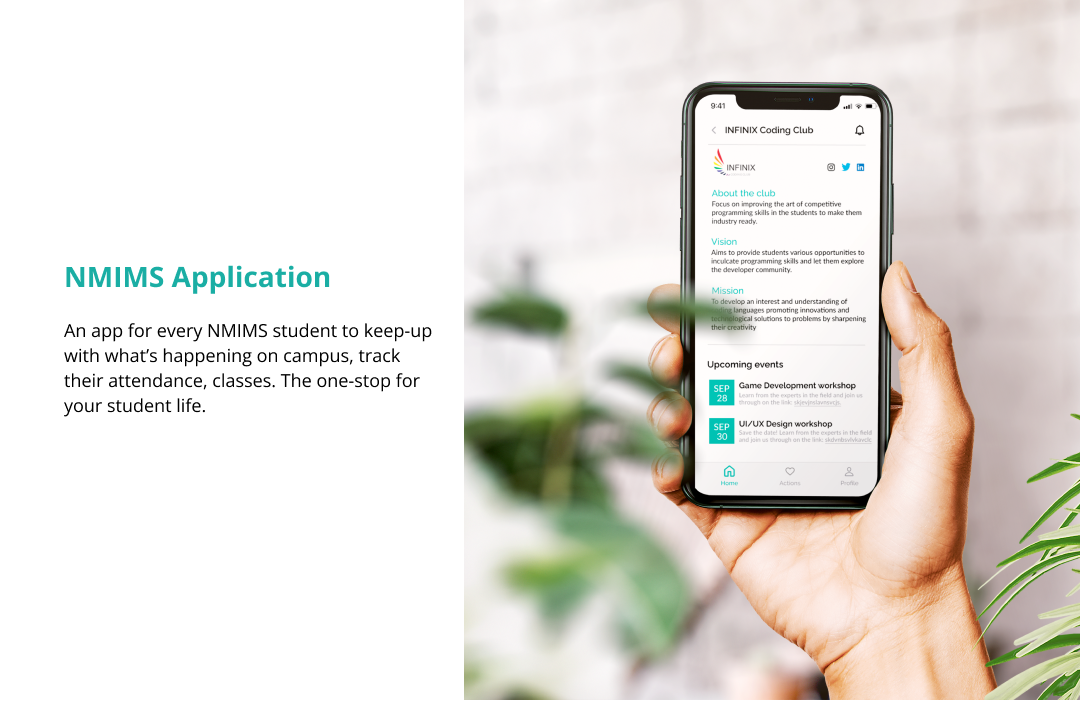 NMIMS Application
An app for every NMIMS student to keep-up
with what’s happening on campus, track
their attendance, classes. The one-stop for
your student life.
9:41
INFINIX Coding Club
INFINIX
About the club
Focus on improving the art of competitive
programming skills in the students to make them
industry ready.
Vision
Aims to provide students various opportunities to
inculcate programming skills and let them explore
the developer community.
Mission
To develop an interest and understanding of
languages promoting innovations and
technological solutions to problems by sharpening
their creativity
Upcoming events
SEP
28
Game Development workshop
Learn from the experts in the field and join us
through on the link:
SEP
30
UI/UX Design workshop
Save the date! Learn from the experts in the field
and join us through on the link:
Home
Actions
Profile